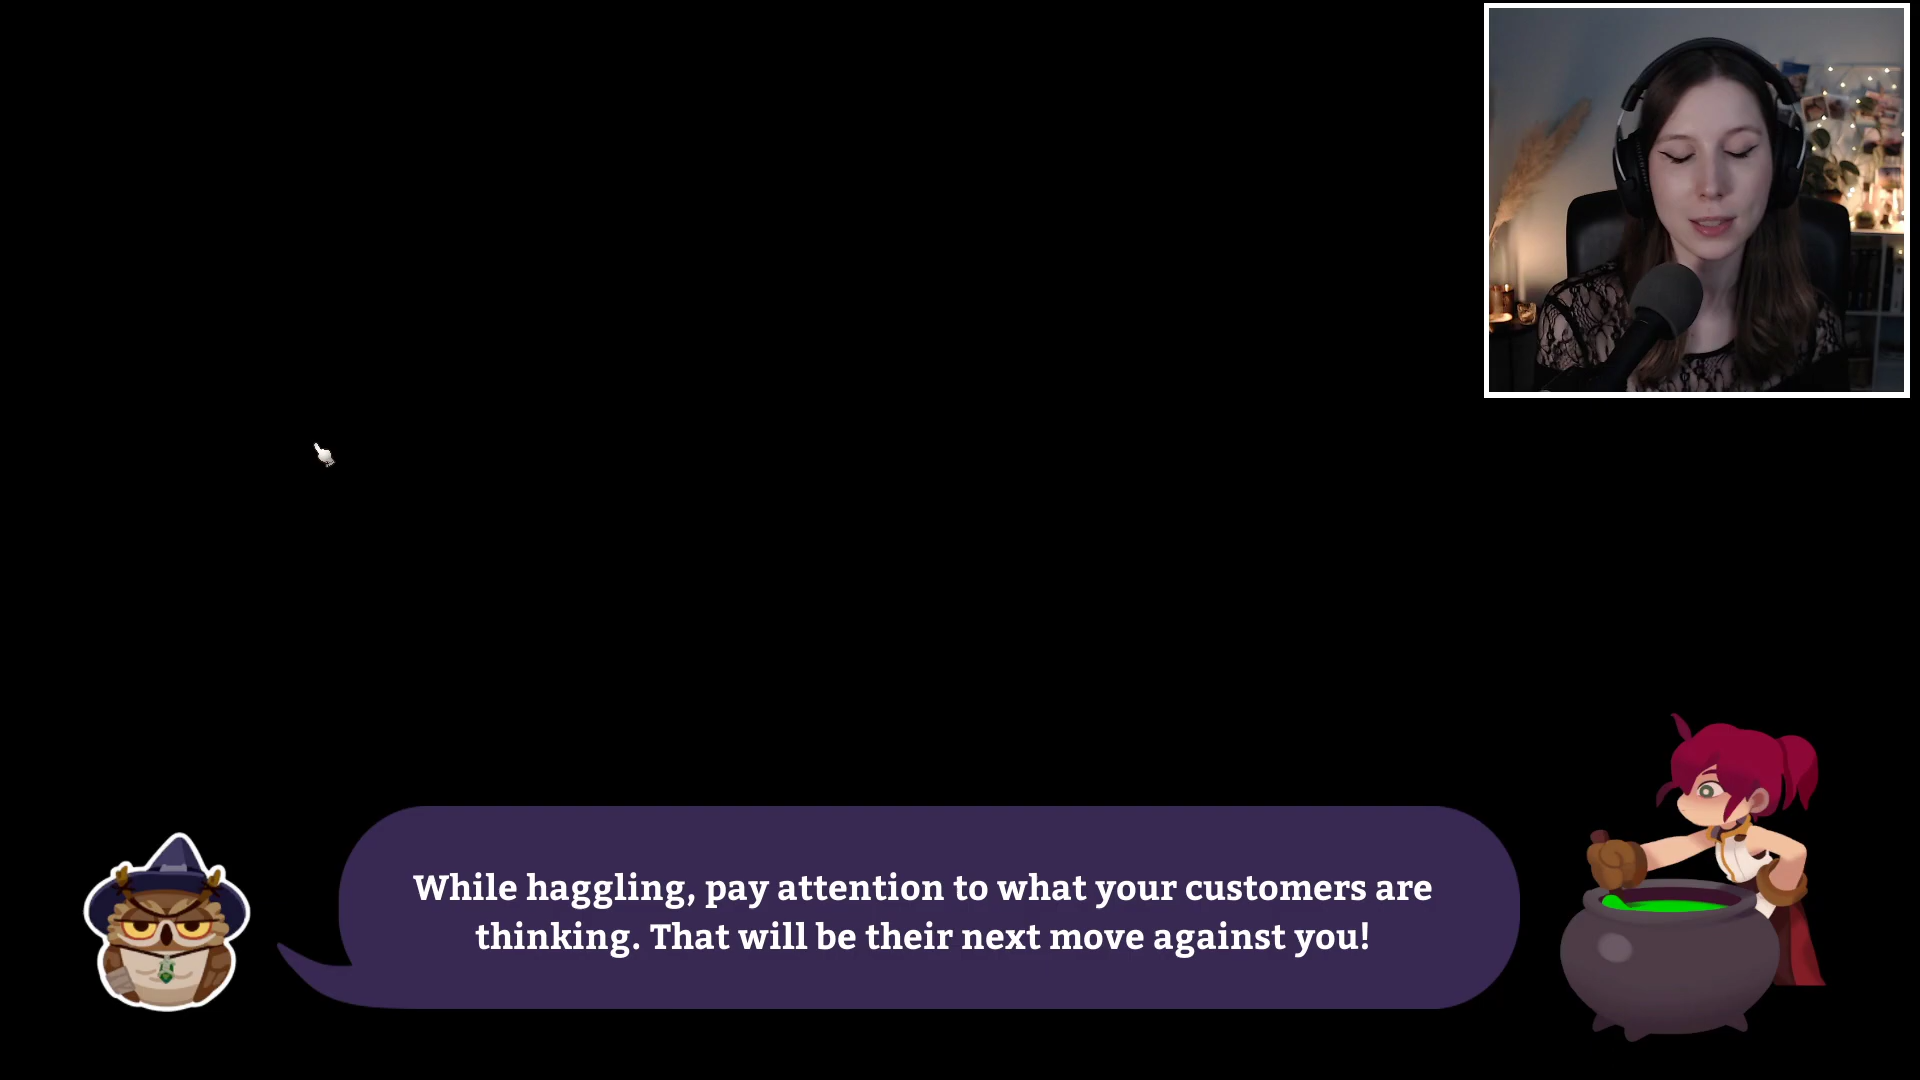 While haggling, pay attention to what your customers are
thinking. That will be their next move against you!